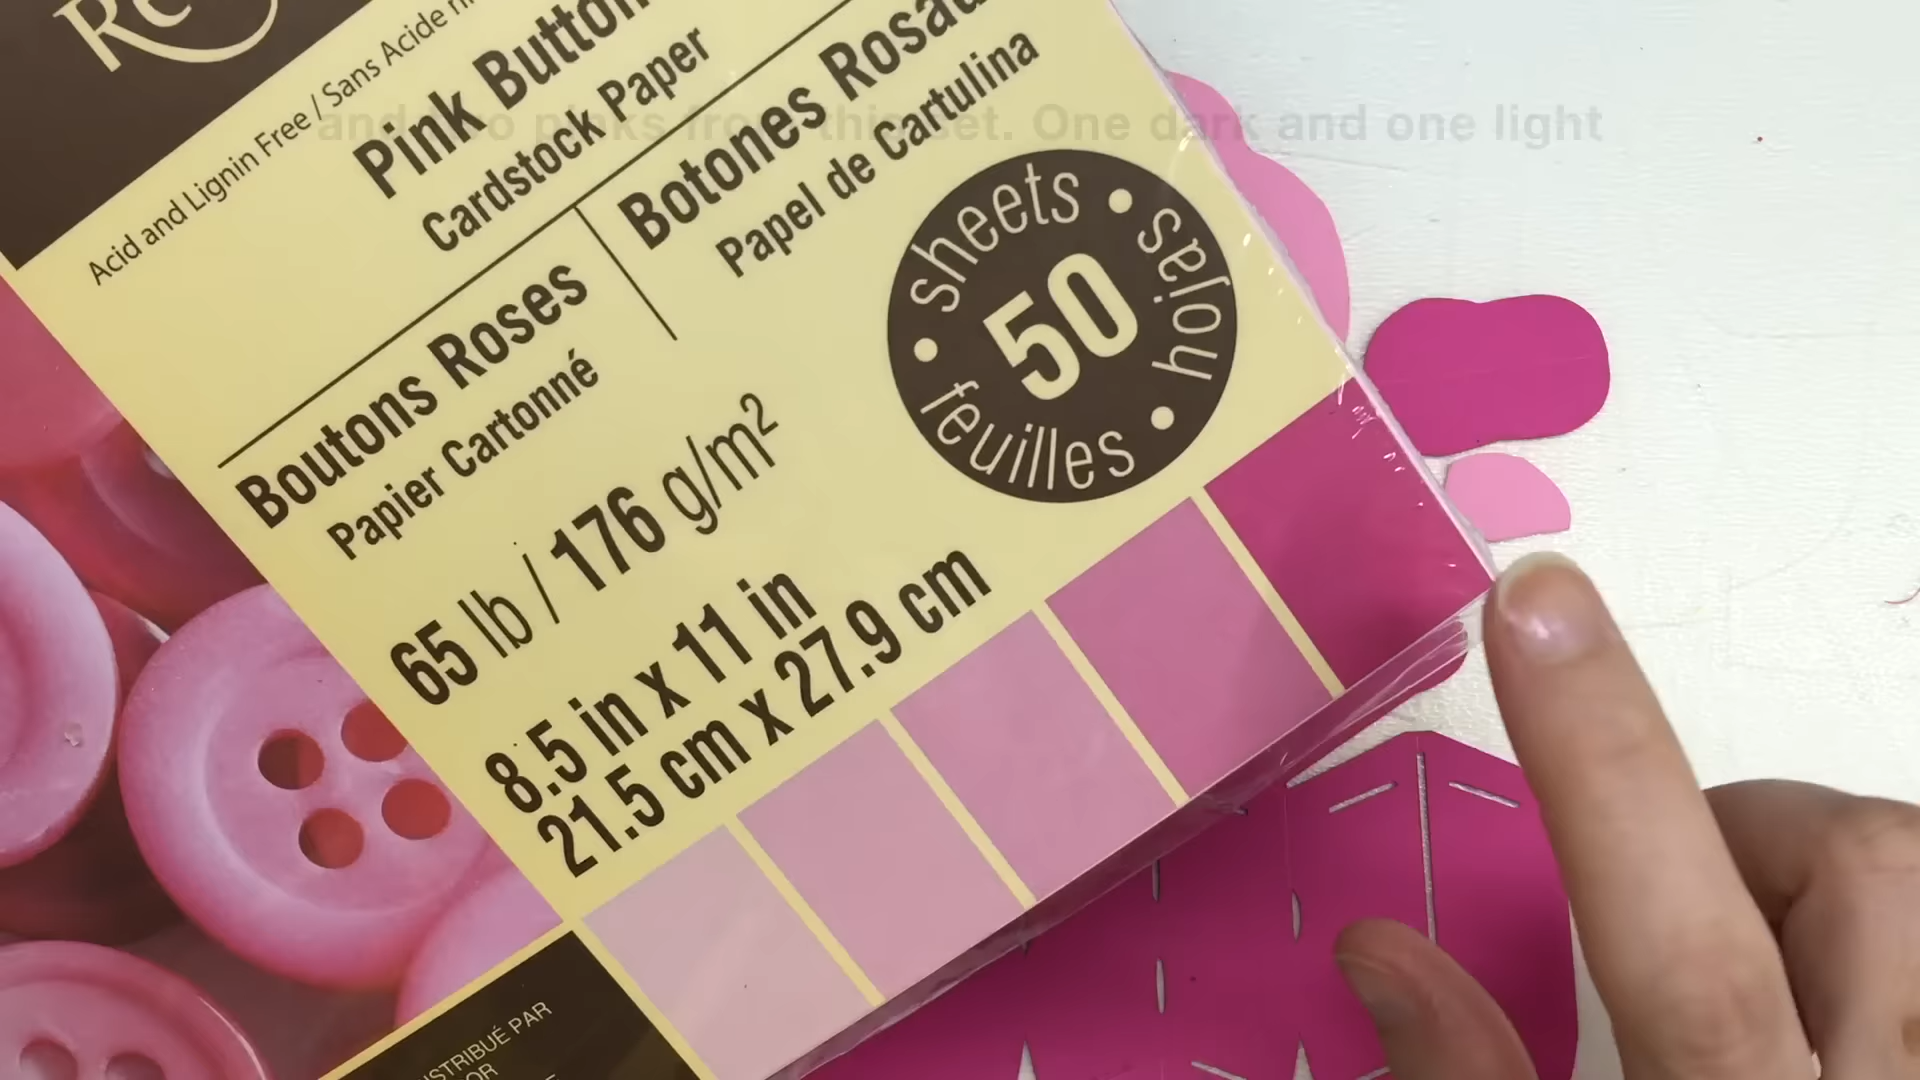 Acid and Lignin Free / Sans Acide
Pink
Cardstock Paper
Botones
Papel de Cartulina
Boutons Roses
Papier Cartonné
65 lb / 176 g/m²
8.5 in x 11 in
21.5 cm x 27.9 cm
sheets • hojas • feuilles •
50
and two pinks from this set. One dark and one light
PAR